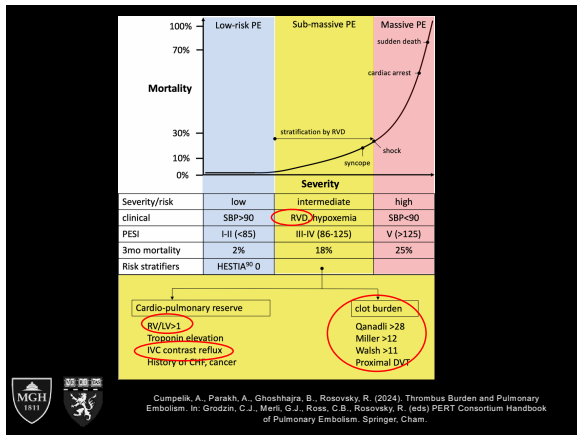 Low-risk PE Sub-massive PE Massive PE
100%
70%
30%
10%
0%
Mortality
sudden death
cardiac arrest
stratification by RVD
shock
syncope
Severity
Severity/risk low intermediate high
clinical SBP>90 RVD, hypoxemia SBP<90
PESI I-II (<85) III-IV (86-125) V (>125)
3mo mortality 2% 18% 25%
Risk stratifiers HESTIA90 0
Cardio-pulmonary reserve
RV/LV>1
Troponin elevation
IVC contrast reflux
History of CHF, cancer
clot burden
Qanadli >28
Miller >12
Walsh >11
Proximal DVT
MGH
1811
Cumpelik, A., Parakh, A., Ghoshhajra, B., Rosovsky, R. (2024). Thrombus Burden and Pulmonary
Embolism. In: Grodzin, C.J., Merli, G.J., Ross, C.B., Rosovsky, R. (eds) PERT Consortium Handbook
of Pulmonary Embolism. Springer, Cham.